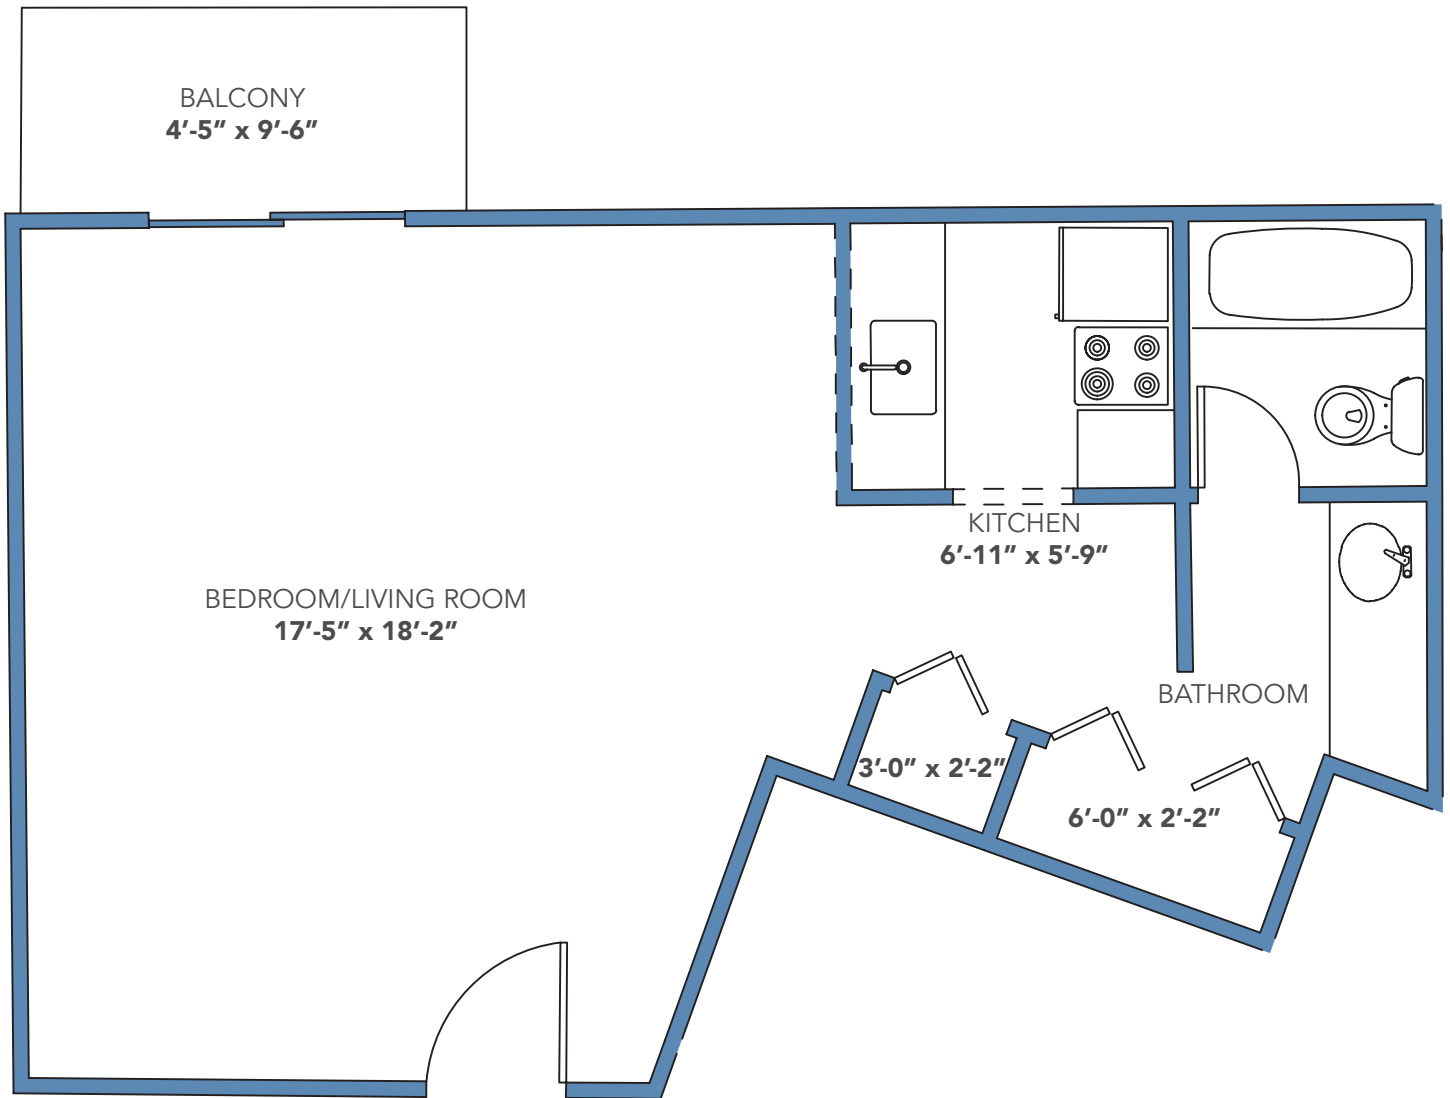 BALCONY
4′-5″ x 9′-6″
KITCHEN
6′-11″ x 5′-9″
BEDROOM/LIVING ROOM
17′-5″ x 18′-2″
BATHROOM
3′-0″ x 2′-2″
6′-0″ x 2′-2″